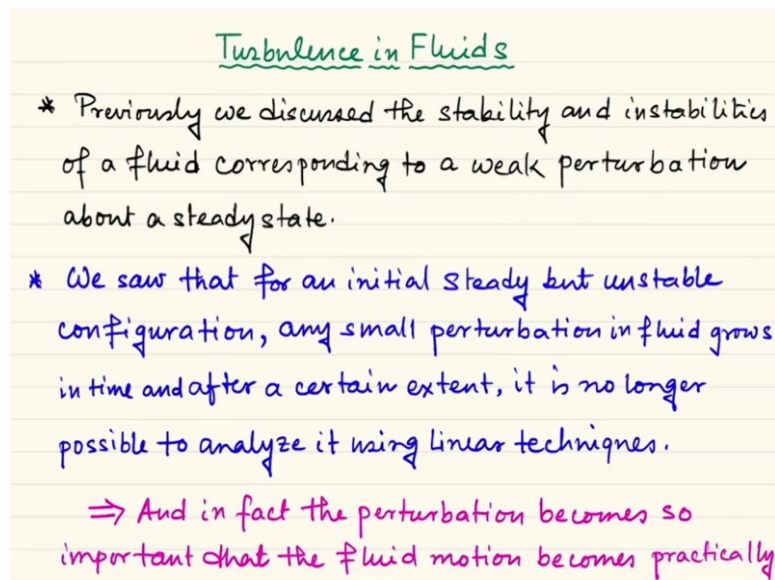 Turbulence in Fluids
* Previously we discussed the stability and instabilities
of a fluid corresponding to a weak perturbation
about a steady state.
* We saw that for an initial steady but unstable
configuration, any small perturbation in fluid grows
in time and after a certain extent, it is no longer
possible to analyze it using linear techniques.
⇒ And in fact the perturbation becomes so
important that the fluid motion becomes practically